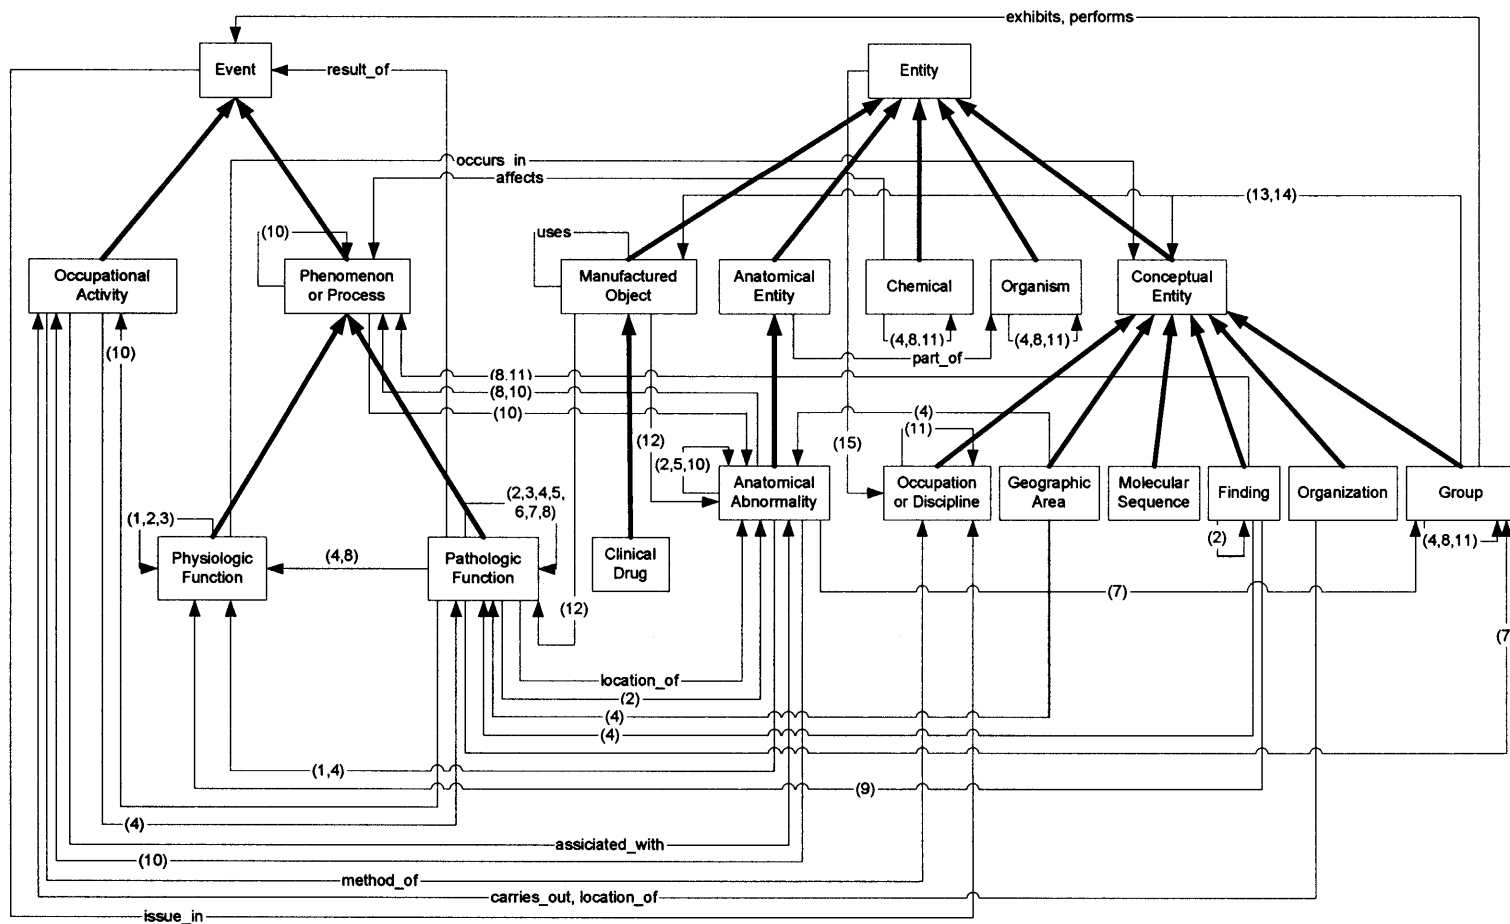 exhibits, performs
Event
result_of
Entity
occurs in
affects
(13,14)
(10)
uses
Occupational
Activity
Phenomenon
or Process
Manufactured
Object
Anatomical
Entity
Chemical
Organism
Conceptual
Entity
(4,8,11)
(4,8,11)
(10)
part_of
(8,11)
(8,10)
(10)
(4)
(11)
(12)
(15)
(2,5,10)
Anatomical
Abnormality
Occupation
or Discipline
Geographic
Area
Molecular
Sequence
Finding
Organization
Group
(1,2,3)
(2,3,4,5,
6,7,8)
(2)
(4,8,11)
Physiologic
Function
(4,8)
Pathologic
Function
Clinical
Drug
(7)
(12)
(7
location_of
(2)
(4)
(4)
(1,4)
(9)
(4)
assiciated_with
(10)
method_of
carries_out, location_of
issue_in